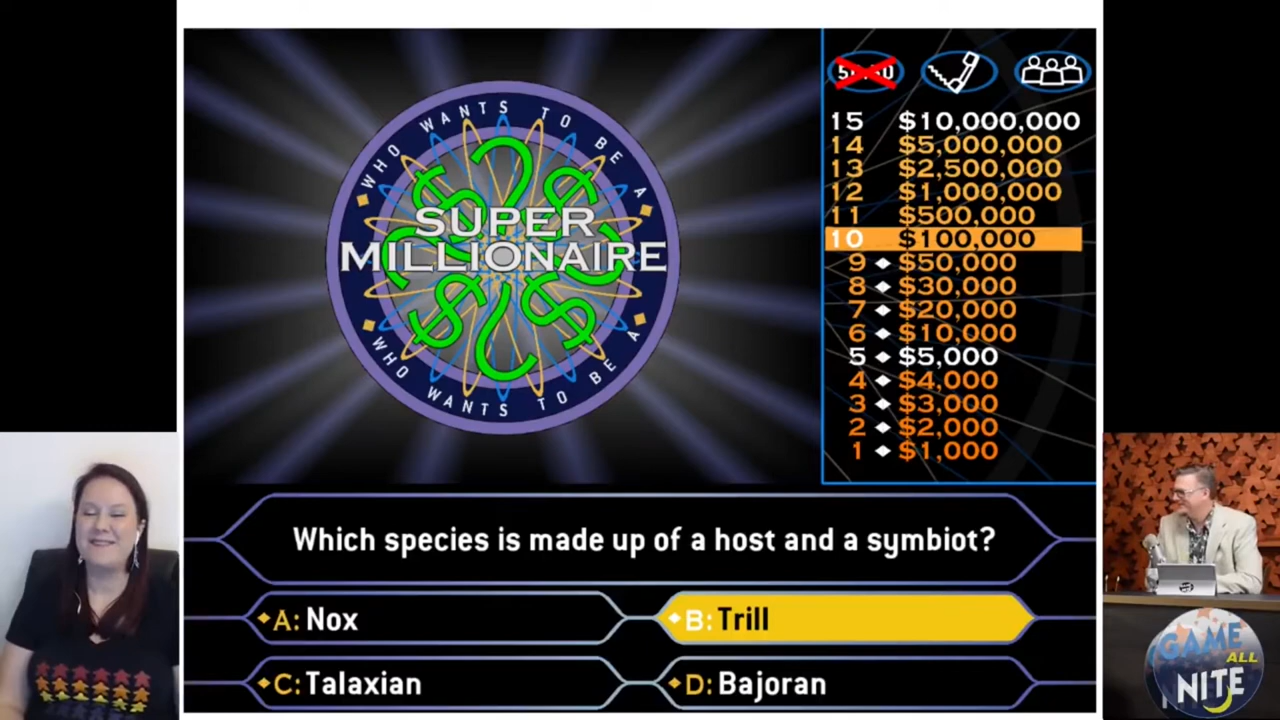 WHO WANTS TO BE A
SUPER
MILLIONAIRE
WHO WANTS TO BE A
15 $10,000,000
14 $5,000,000
13 $2,500,000
12 $1,000,000
11 $500,000
10 $100,000
9 $50,000
8 $30,000
7 $20,000
6 $10,000
5 $5,000
4 $4,000
3 $3,000
2 $2,000
1 $1,000
Which species is made up of a host and a symbiot?
A: Nox
B: Trill
C: Talaxian
D: Bajoran
GAME
ALL
NITE